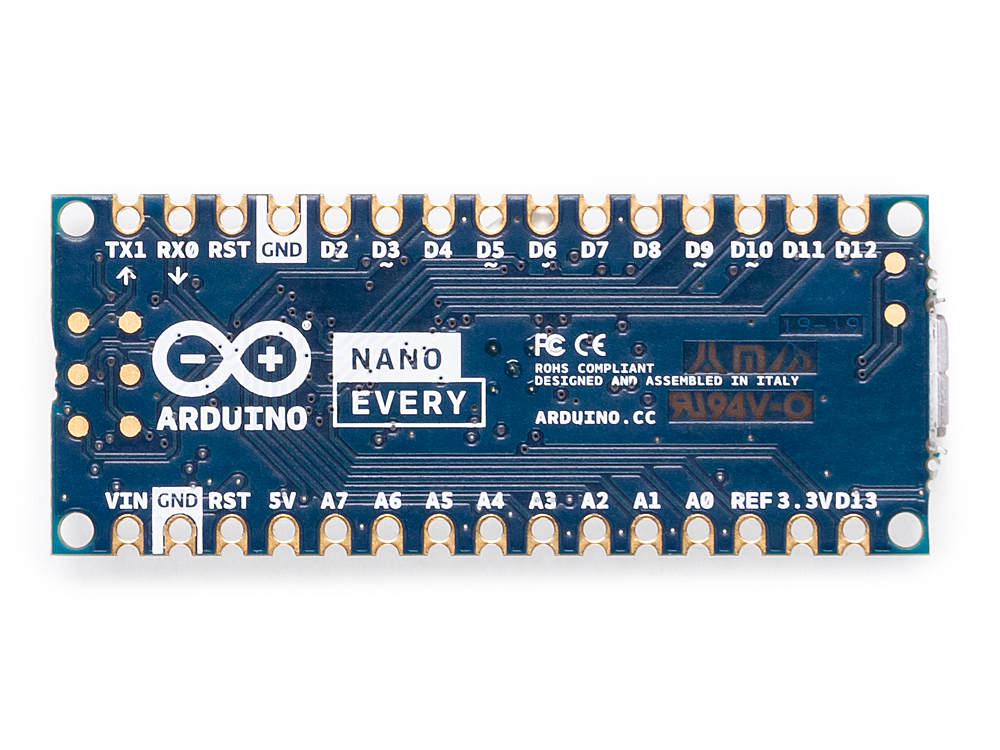 TX1 RX0 RST GND D2 D3 D4 D5 D6 D7 D8 D9 D10 D11 D12
~ ~ ~ ~ ~
↑ ↓
19-19
®
NANO
EVERY
ARDUINO
FC CE
ROHS COMPLIANT
DESIGNED AND ASSEMBLED IN ITALY
ARDUINO.CC
94V-0
VIN GND RST 5V A7 A6 A5 A4 A3 A2 A1 A0 REF 3.3V D13